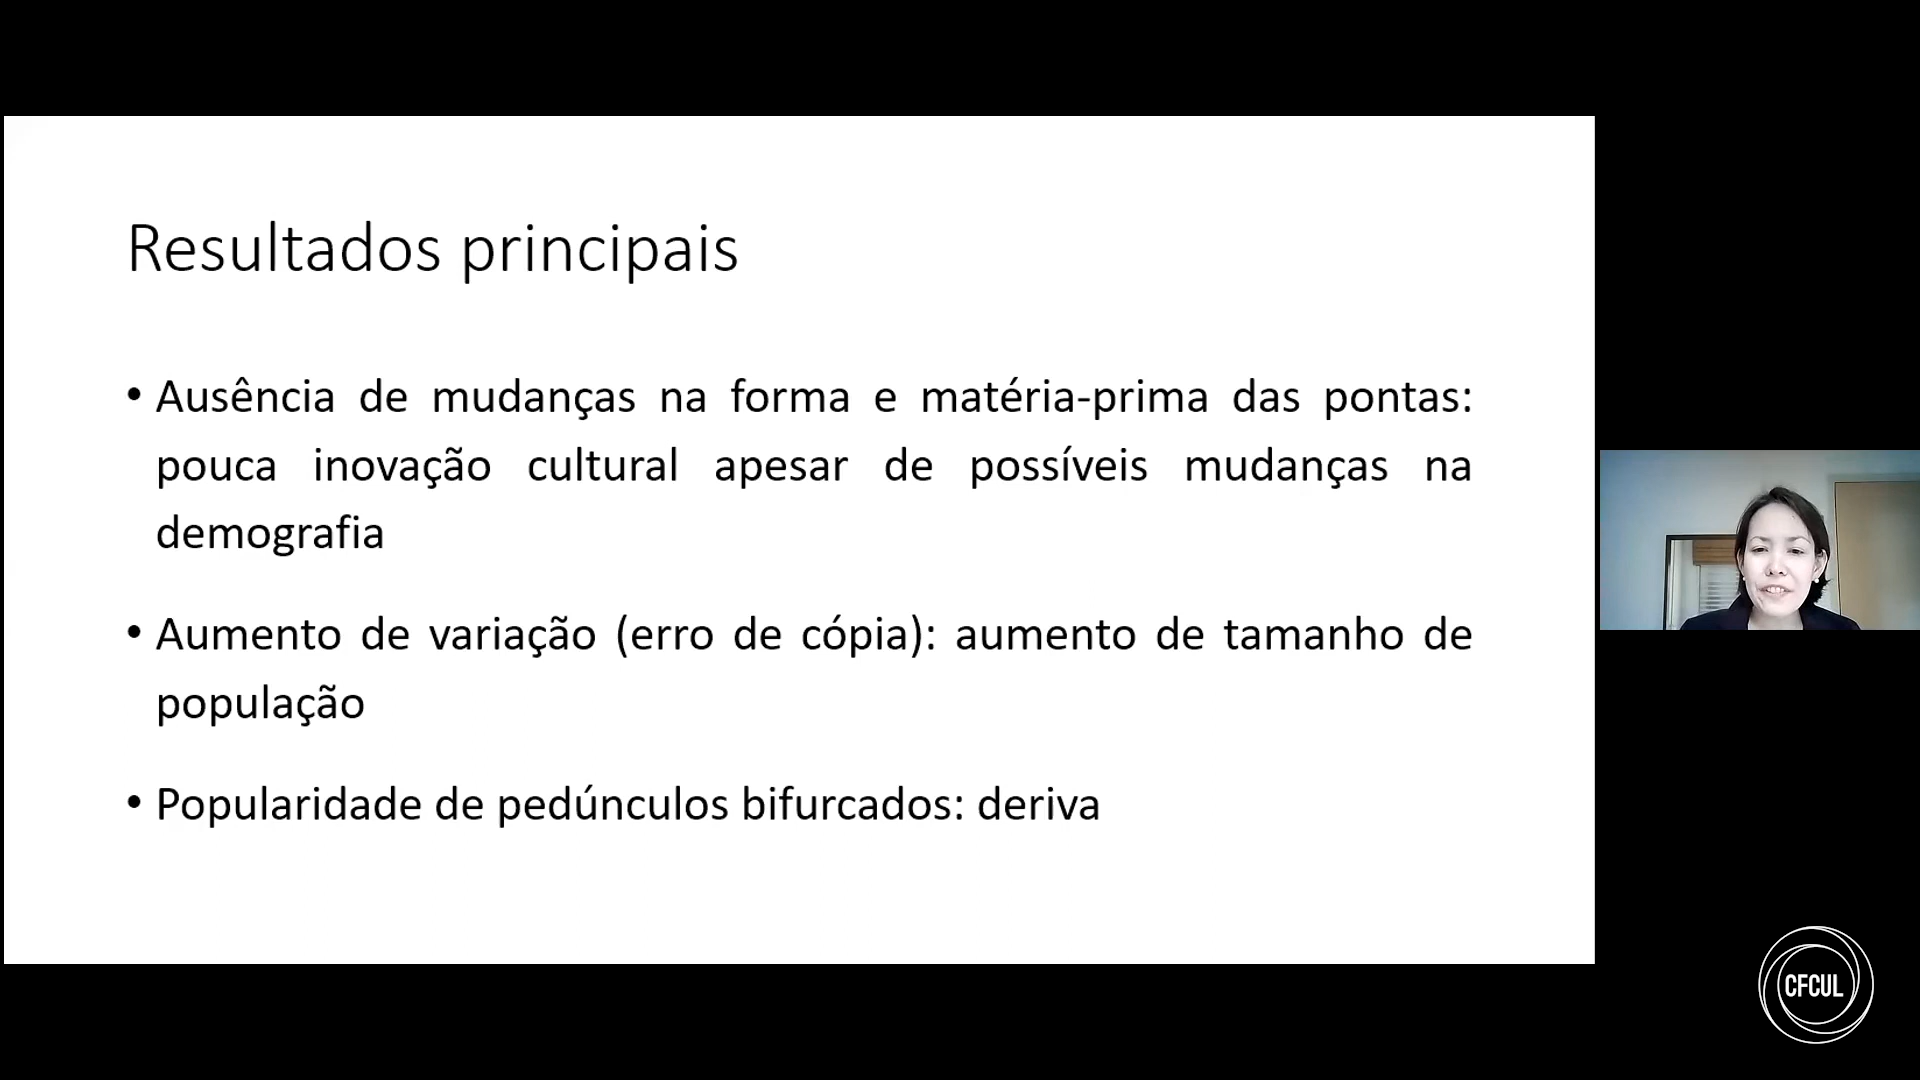 Resultados principais
• Ausência de mudanças na forma e matéria-prima das pontas:
pouca inovação cultural apesar de possíveis mudanças na
demografia
• Aumento de variação (erro de cópia): aumento de tamanho de
população
• Popularidade de pedúnculos bifurcados: deriva
CFCUL